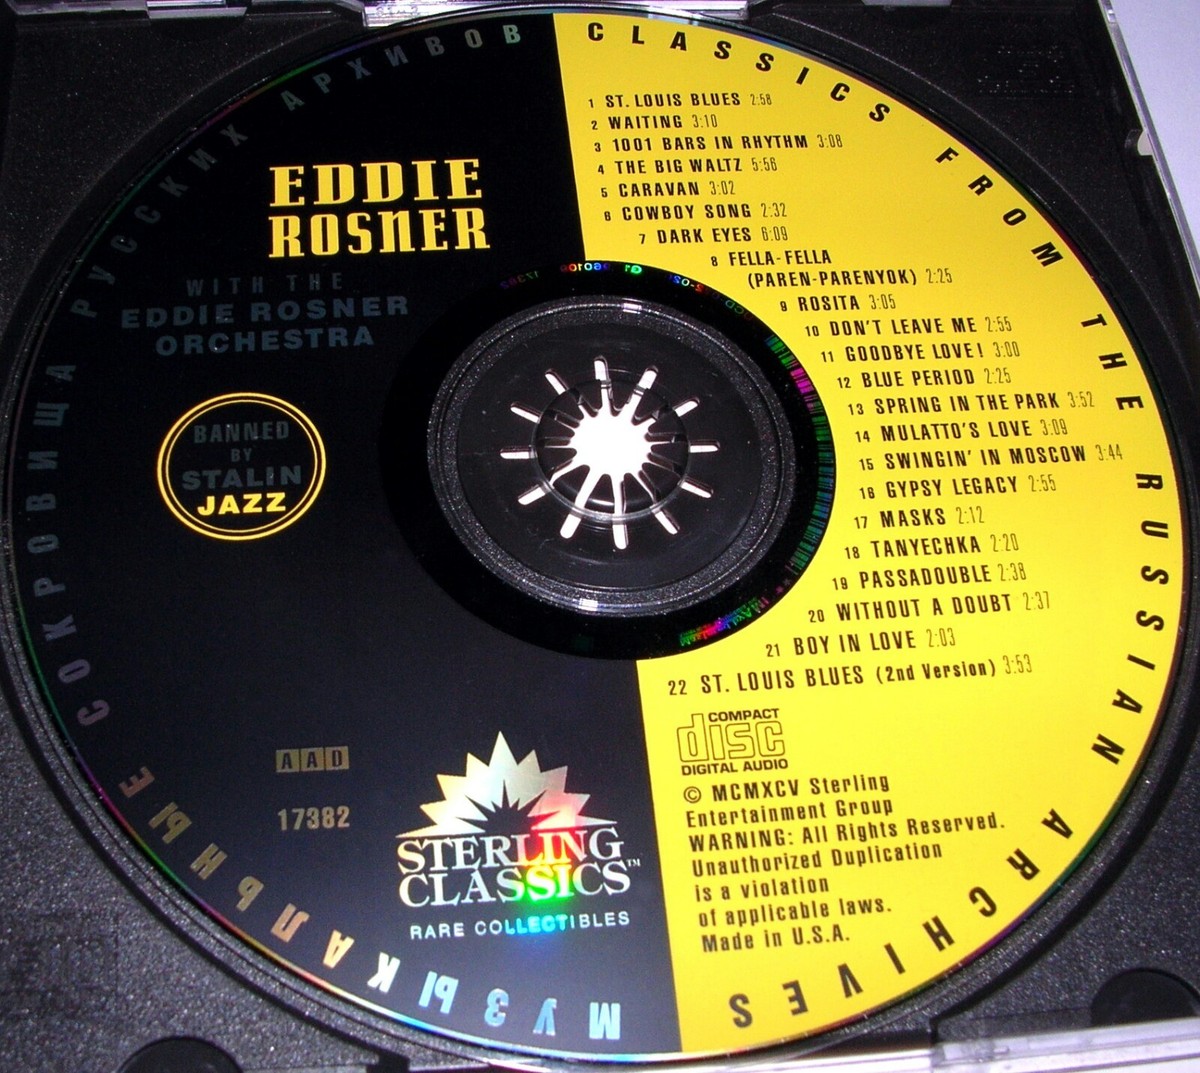 МУЗЫКАЛЬНЫЕ СОКРОВИЩА РУССКИХ АРХИВОВ
CLASSICS FROM THE RUSSIAN ARCHIVES
EDDIE
ROSNER
WITH THE
EDDIE ROSNER
ORCHESTRA
BANNED
BY
STALIN
JAZZ
AAD
17382
STERLING
CLASSICS™
RARE COLLECTIBLES
1 ST. LOUIS BLUES 2:58
2 WAITING 3:10
3 1001 BARS IN RHYTHM 3:08
4 THE BIG WALTZ 5:56
5 CARAVAN 3:02
6 COWBOY SONG 2:32
7 DARK EYES 6:09
8 FELLA-FELLA
(PAREN-PARENYOK) 2:25
9 ROSITA 3:05
10 DON'T LEAVE ME 2:55
11 GOODBYE LOVE! 3:00
12 BLUE PERIOD 2:25
13 SPRING IN THE PARK 3:52
14 MULATTO'S LOVE 3:09
15 SWINGIN' IN MOSCOW 3:44
16 GYPSY LEGACY 2:55
17 MASKS 2:12
18 TANYECHKA 2:20
19 PASSADOUBLE 2:38
20 WITHOUT A DOUBT 2:37
21 BOY IN LOVE 2:03
22 ST. LOUIS BLUES (2nd Version) 3:53
COMPACT
disc
DIGITAL AUDIO
© MCMXCV Sterling
Entertainment Group
WARNING: All Rights Reserved.
Unauthorized Duplication
is a violation
of applicable laws.
Made in U.S.A.